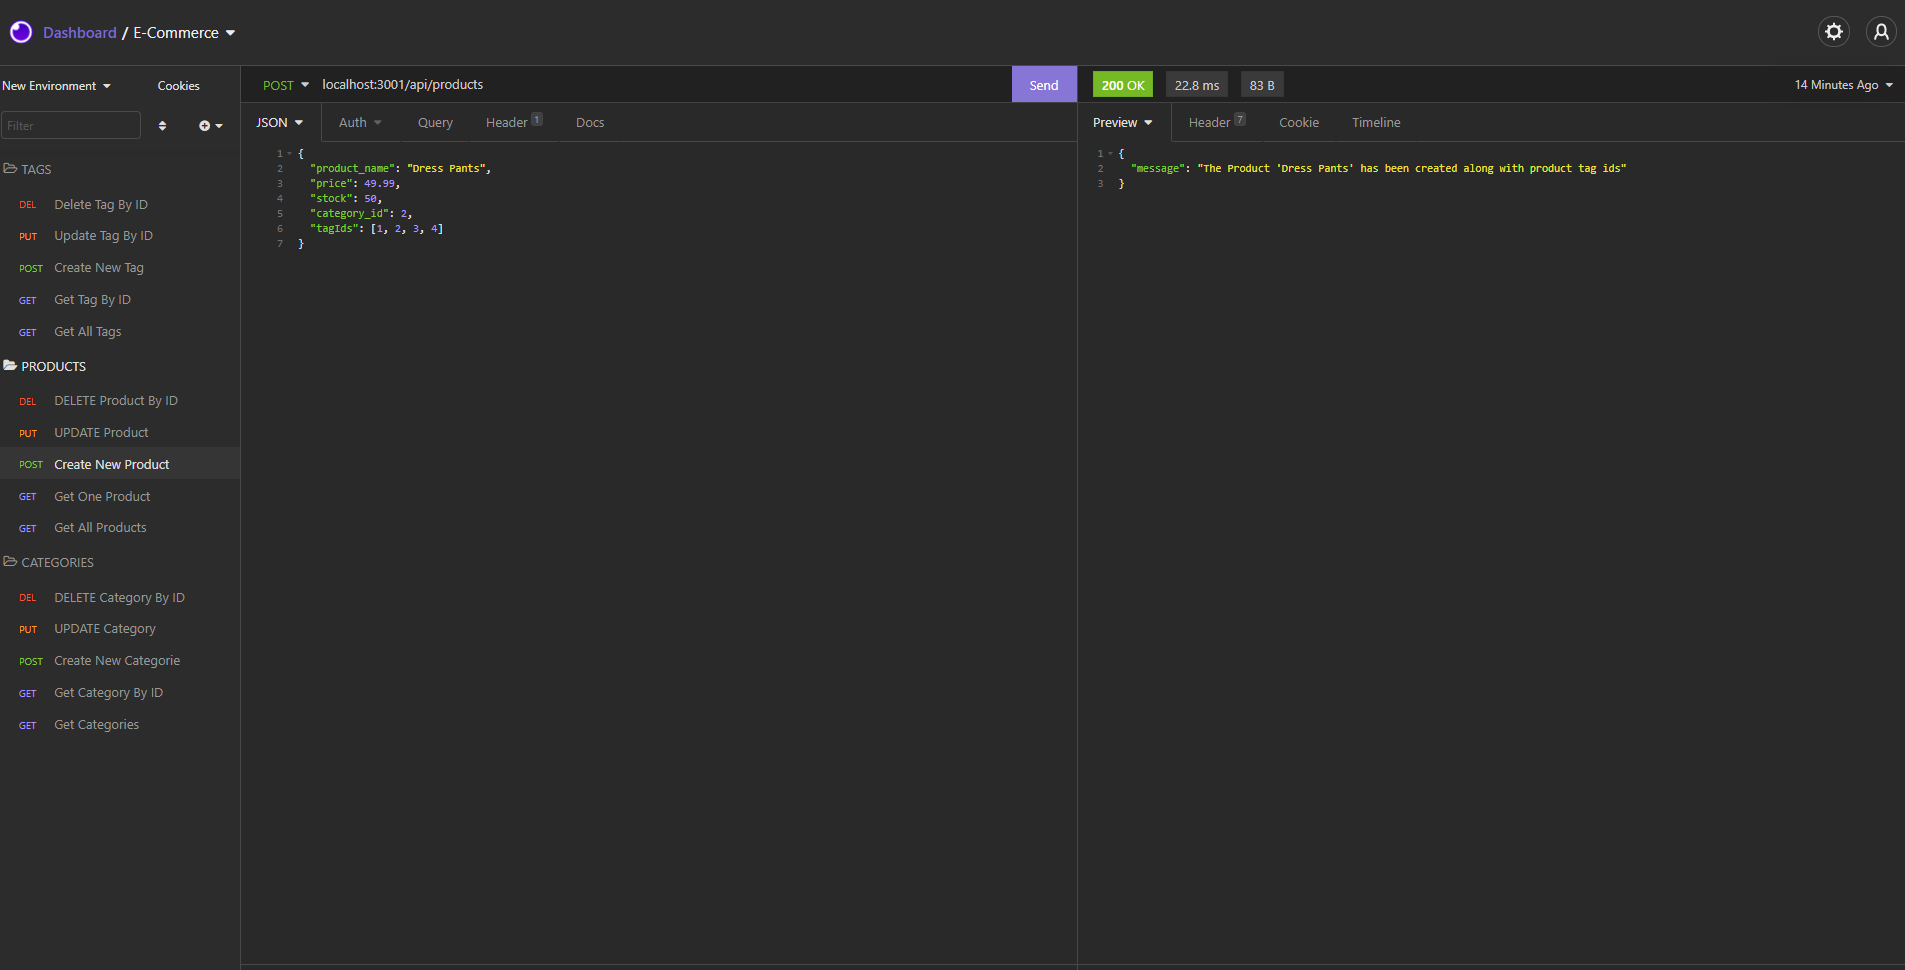 Dashboard / E-Commerce
New Environment
Cookies
Filter
TAGS
DEL Delete Tag By ID
PUT Update Tag By ID
POST Create New Tag
GET Get Tag By ID
GET Get All Tags
PRODUCTS
DEL DELETE Product By ID
PUT UPDATE Product
POST Create New Product
GET Get One Product
GET Get All Products
CATEGORIES
DEL DELETE Category By ID
PUT UPDATE Category
POST Create New Categorie
GET Get Category By ID
GET Get Categories
POST localhost:3001/api/products Send
JSON Auth Query Header 1 Docs
1 {
2 "product_name": "Dress Pants",
3 "price": 49.99,
4 "stock": 50,
5 "category_id": 2,
6 "tagIds": [1, 2, 3, 4]
7 }
200 OK 22.8 ms 83 B 14 Minutes Ago
Preview Header 7 Cookie Timeline
1 {
2 "message": "The Product 'Dress Pants' has been created along with product tag ids"
3 }